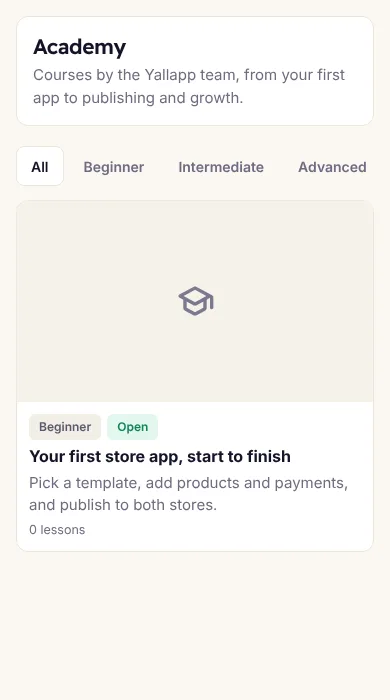 Academy
Courses by the Yallapp team, from your first
app to publishing and growth.
All Beginner Intermediate Advanced
Beginner Open
Your first store app, start to finish
Pick a template, add products and payments,
and publish to both stores.
0 lessons